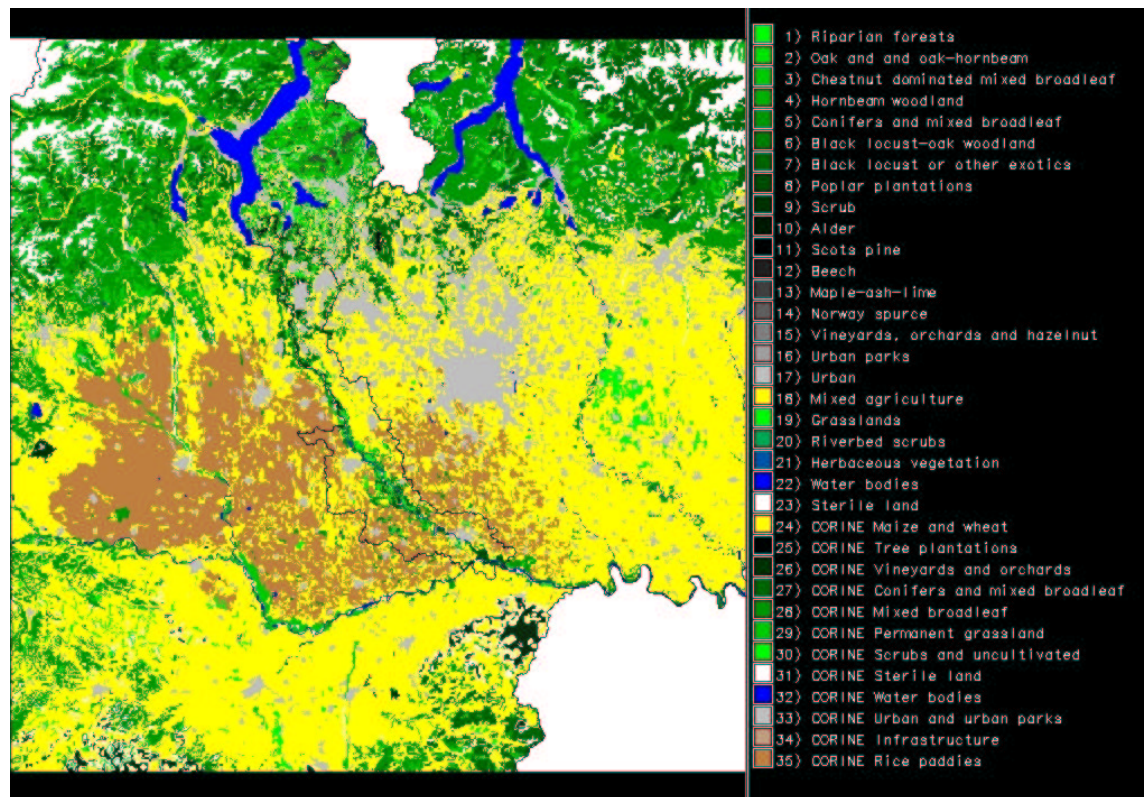 1) Riparian forests
2) Oak and and oak-hornbeam
3) Chestnut dominated mixed broadleaf
4) Hornbeam woodland
5) Conifers and mixed broadleaf
6) Black locust-oak woodland
7) Black locust or other exotics
8) Poplar plantations
9) Scrub
10) Alder
11) Scots pine
12) Beech
13) Maple-ash-lime
14) Norway spurce
15) Vineyards, orchards and hazelnut
16) Urban parks
17) Urban
18) Mixed agriculture
19) Grasslands
20) Riverbed scrubs
21) Herbaceous vegetation
22) Water bodies
23) Sterile land
24) CORINE Maize and wheat
25) CORINE Tree plantations
26) CORINE Vineyards and orchards
27) CORINE Conifers and mixed broadleaf
28) CORINE Mixed broadleaf
29) CORINE Permanent grassland
30) CORINE Scrubs and uncultivated
31) CORINE Sterile land
32) CORINE Water bodies
33) CORINE Urban and urban parks
34) CORINE Infrastructure
35) CORINE Rice paddies